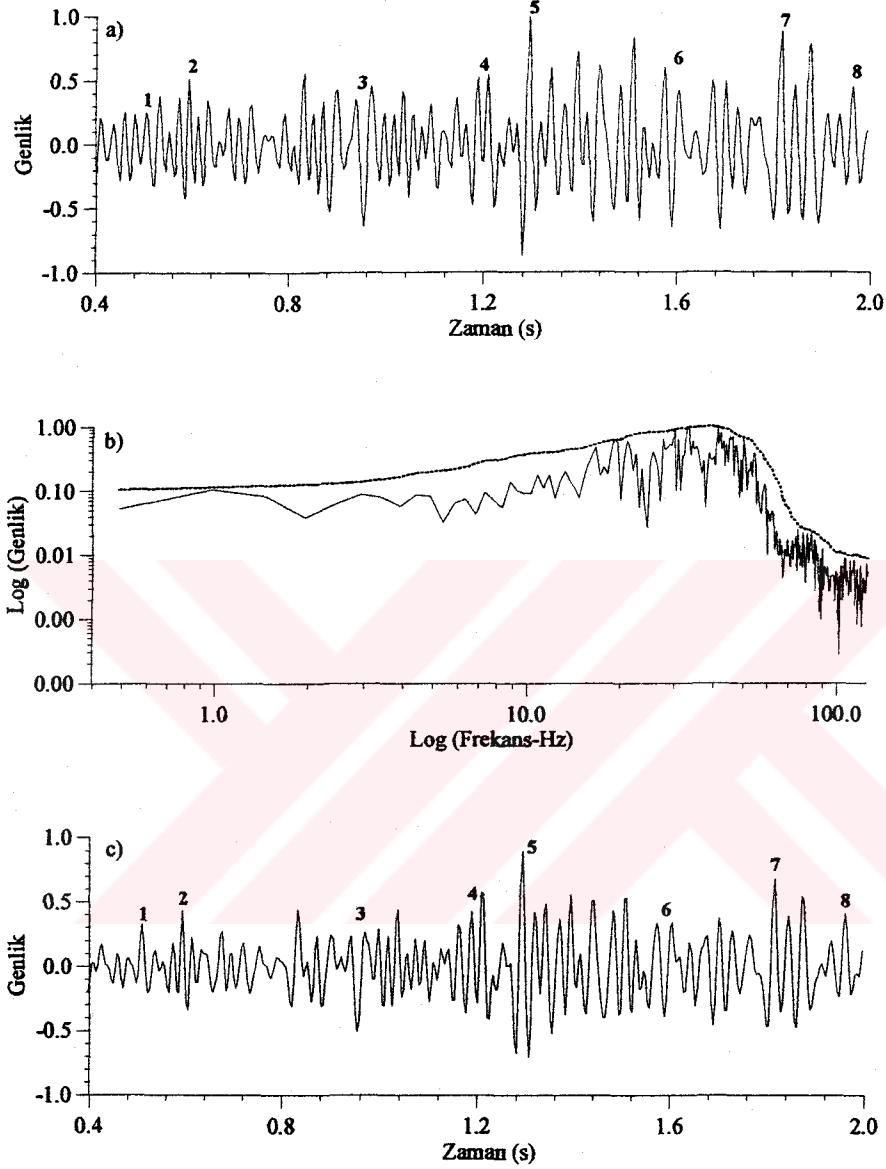 a)
5
7
2
4
6
8
1
3
1.0
0.5
0.0
-0.5
-1.0
Genlik
0.4 0.8 1.2 1.6 2.0
Zaman (s)
b)
1.00
0.10
0.01
0.00
0.00
Log (Genlik)
1.0 10.0 100.0
Log (Frekans-Hz)
c)
5
7
1 2 3 4 6 8
1.0
0.5
0.0
-0.5
-1.0
Genlik
0.4 0.8 1.2 1.6 2.0
Zaman (s)